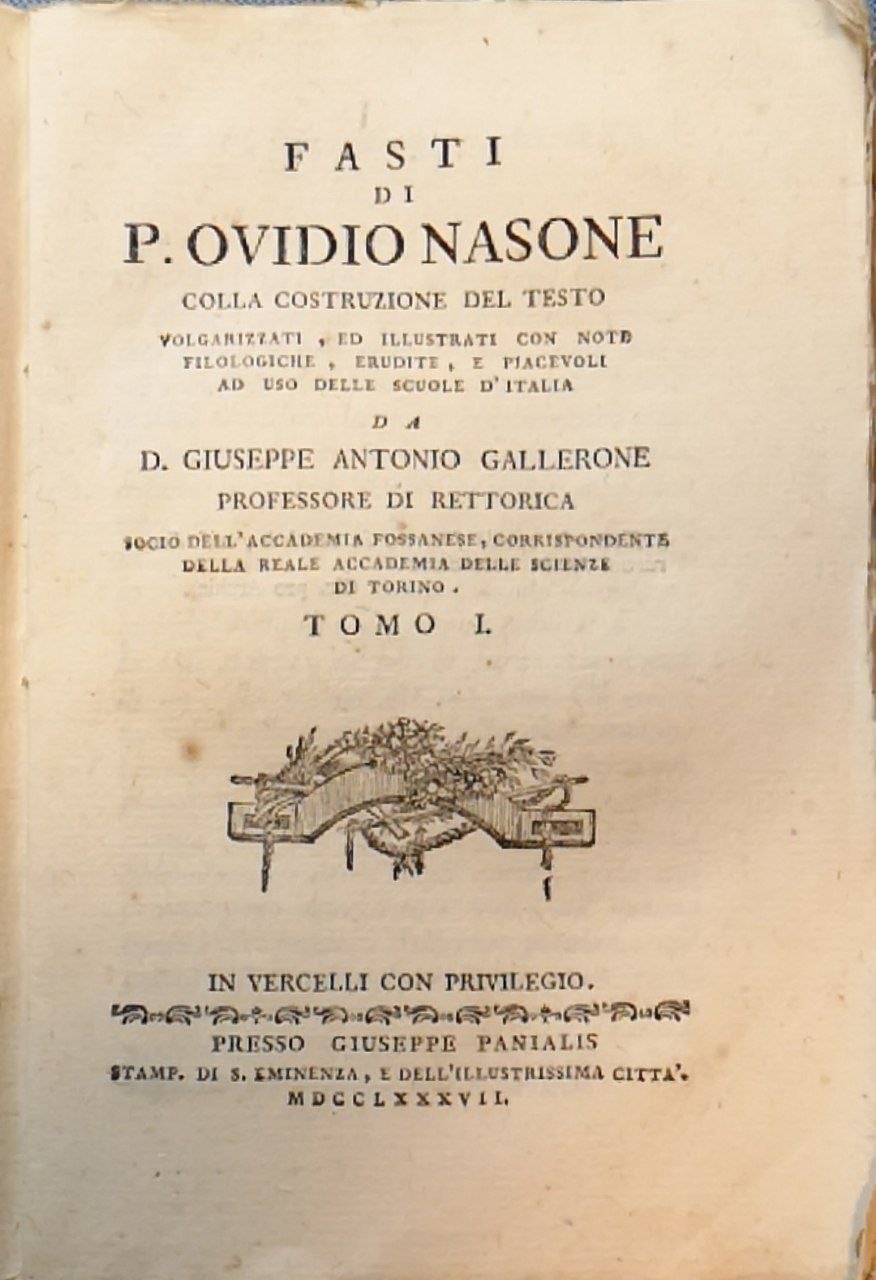 FASTI
DI
P. OVIDIO NASONE
COLLA COSTRUZIONE DEL TESTO
VOLGARIZZATI, ED ILLUSTRATI CON NOTE
FILOLOGICHE, ERUDITE, E PIACEVOLI
AD USO DELLE SCUOLE D'ITALIA
DA
D. GIUSEPPE ANTONIO GALLERONE
PROFESSORE DI RETTORICA
SOCIO DELL'ACCADEMIA FOSSANESE, CORRISPONDENTE
DELLA REALE ACCADEMIA DELLE SCIENZE
DI TORINO.
TOMO I.
IN VERCELLI CON PRIVILEGIO.
PRESSO GIUSEPPE PANIALIS
STAMP. DI S. EMINENZA, E DELL'ILLUSTRISSIMA CITTA'.
MDCCLXXXVII.